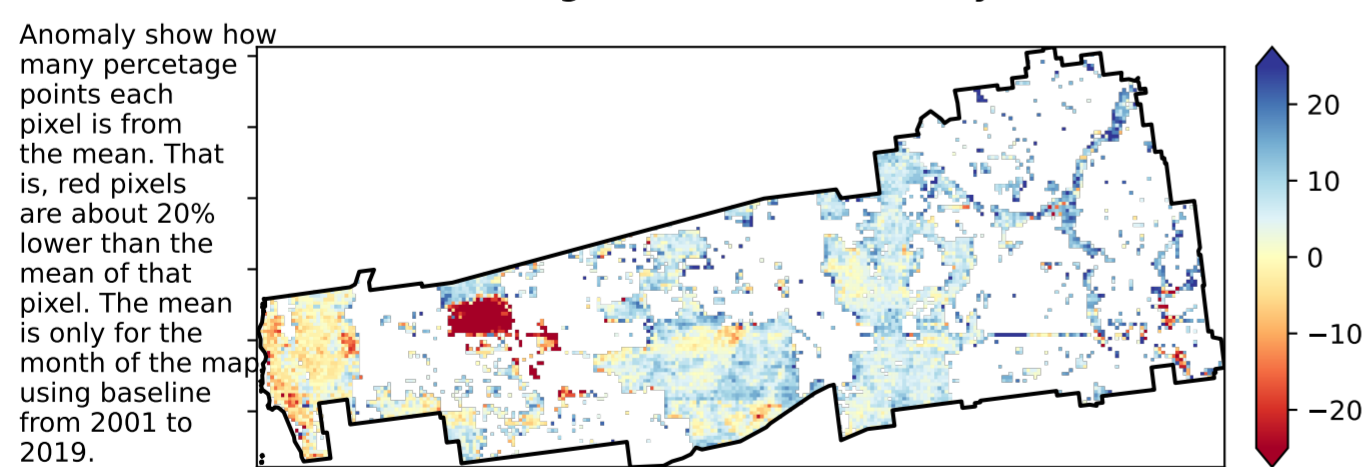 Anomaly show how
many percetage
points each
pixel is from
the mean. That
is, red pixels
are about 20%
lower than the
mean of that
pixel. The mean
is only for the
month of the map
using baseline
from 2001 to
2019.
20
10
0
−10
−20